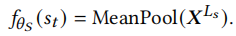 f_{θ_S}(s_t) = MeanPool(X^{L_s}).